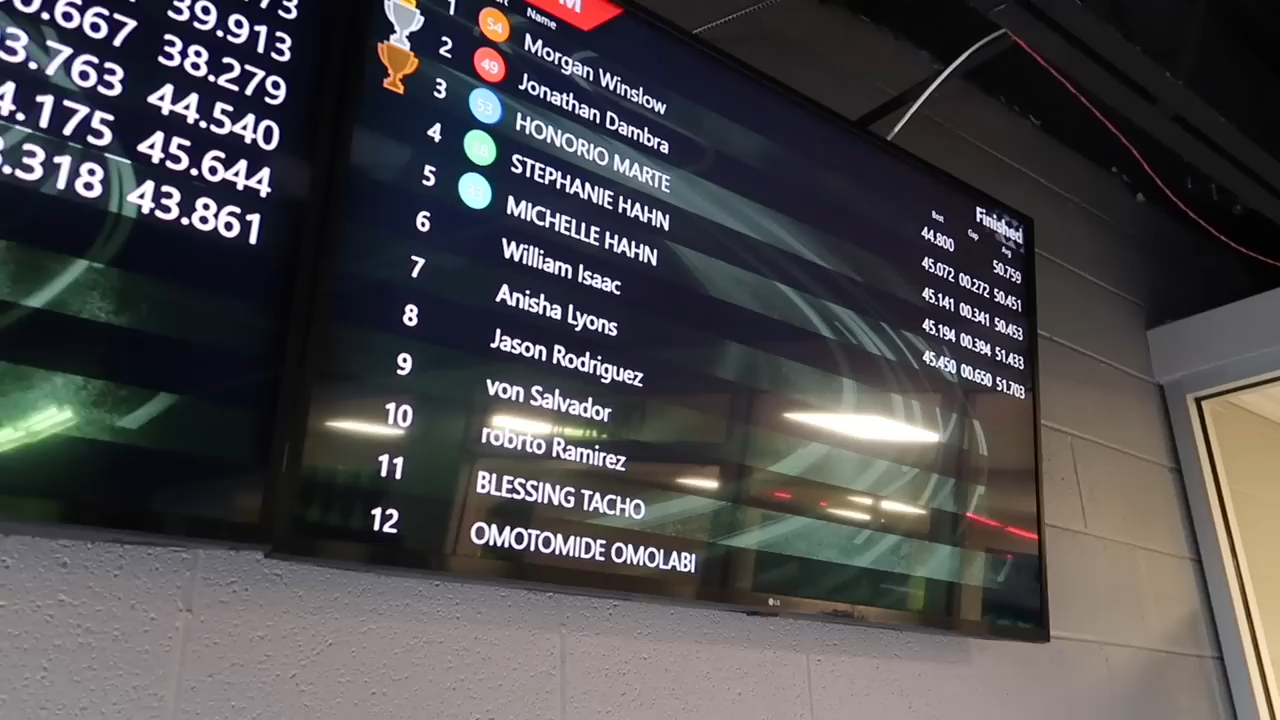 39.913
38.279
3.763 44.540
4.175 45.644
.318 43.861
Name
Finished
Best Gap Avg
1 54 Morgan Winslow 44.800 50.759
2 49 Jonathan Dambra 45.072 00.272 50.451
3 53 HONORIO MARTE 45.141 00.341 50.453
4 STEPHANIE HAHN 45.194 00.394 51.433
5 MICHELLE HAHN 45.450 00.650 51.703
6 William Isaac
7 Anisha Lyons
8 Jason Rodriguez
9 von Salvador
10 robrto Ramirez
11 BLESSING TACHO
12 OMOTOMIDE OMOLABI
LG